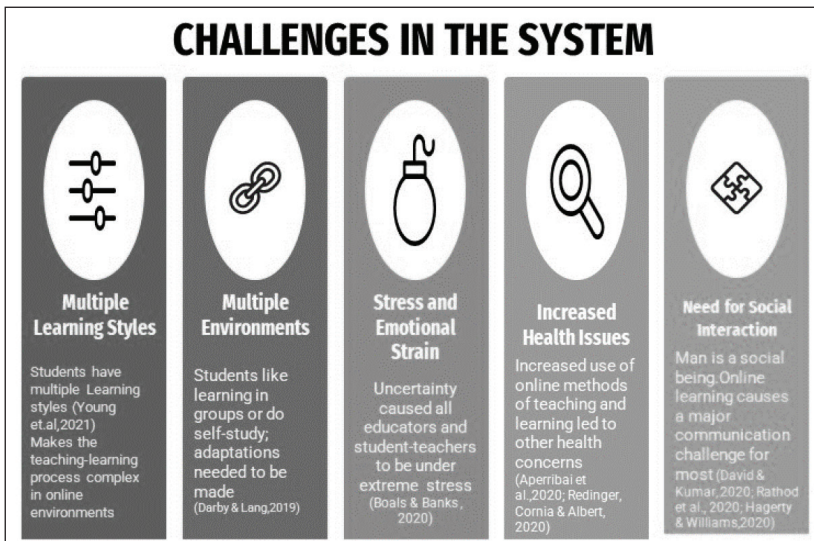 CHALLENGES IN THE SYSTEM
Multiple
Learning Styles
Students have
multiple Learning
styles (Young
et.al,2021)
Makes the
teaching-learning
process complex
in online
environments
Multiple
Environments
Students like
learning in
groups or do
self-study;
adaptations
needed to be
made
(Darby & Lang,2019)
Stress and
Emotional
Strain
Uncertainty
caused all
educators and
student-teachers
to be under
extreme stress
(Boals & Banks,
2020)
Increased
Health Issues
Increased use of
online methods
of teaching and
learning led to
other health
concerns
(Aperribai et
al.,2020; Redinger,
Cornia & Albert,
2020)
Need for Social
Interaction
Man is a social
being.Online
learning causes
a major
communication
challenge for
most (David &
Kumar,2020; Rathod
et al., 2020; Hagerty
& Williams,2020)